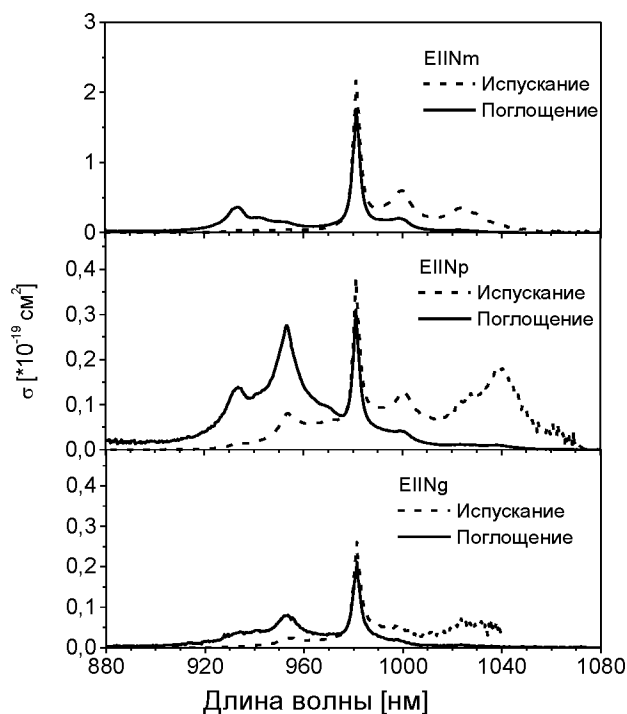 3
EIINm
Испускание
2
Поглощение
1
0
0,4
EIINp
Испускание
0,3
Поглощение
0,2
σ [*10⁻¹⁹ см²]
0,1
0,0
0,4
EIINg
Испускание
0,3
Поглощение
0,2
0,1
0,0
880 920 960 1000 1040 1080
Длина волны [нм]